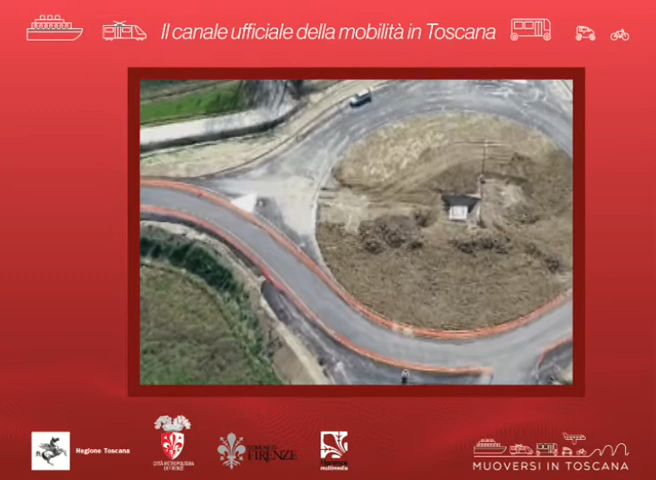 Il canale ufficiale della mobilità in Toscana
Regione Toscana
CITTÀ METROPOLITANA
DI FIRENZE
COMUNE DI
FIRENZE
multimedia
MUOVERSI IN TOSCANA